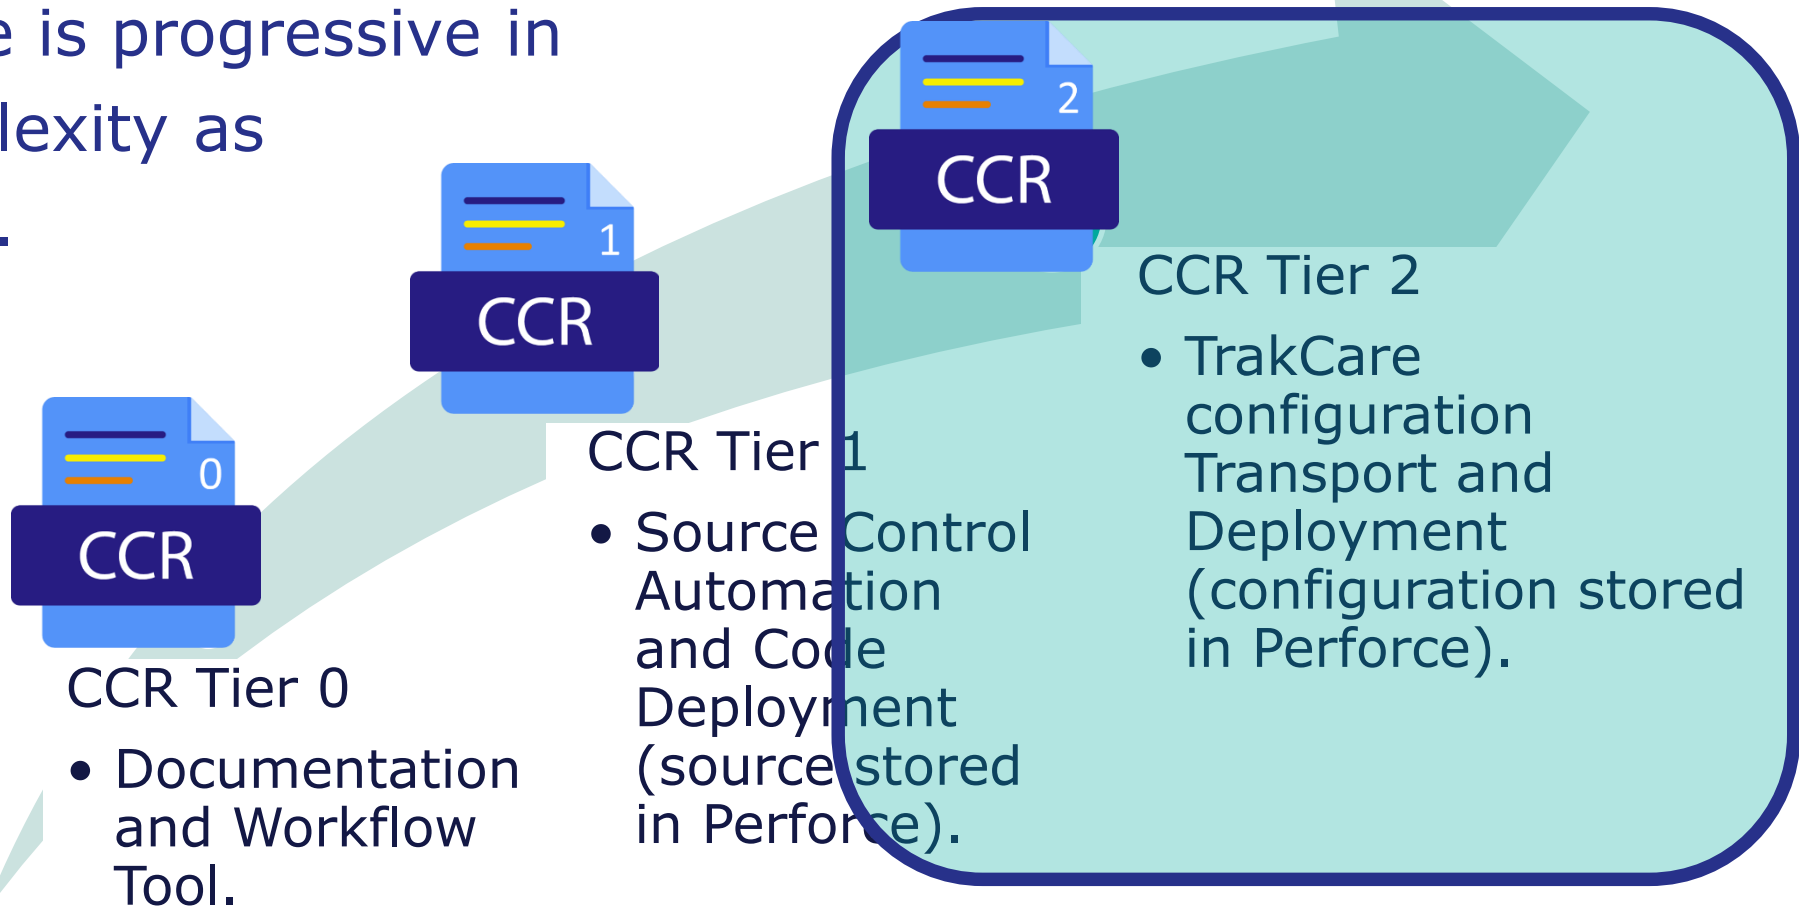 e is progressive in
lexity as
.
2
CCR
1
CCR
0
CCR
CCR Tier 0
• Documentation
and Workflow
Tool.
CCR Tier 1
• Source Control
Automation
and Code
Deployment
(source stored
in Perforce).
CCR Tier 2
• TrakCare
configuration
Transport and
Deployment
(configuration stored
in Perforce).